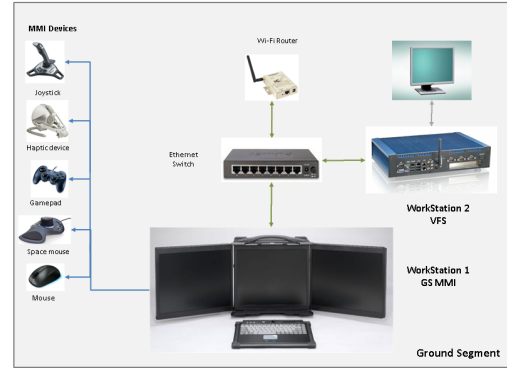 MMI Devices
Joystick
Haptic device
Gamepad
Space mouse
Mouse
Wi-Fi Router
Ethernet
Switch
WorkStation 2
VFS
WorkStation 1
GS MMI
Ground Segment